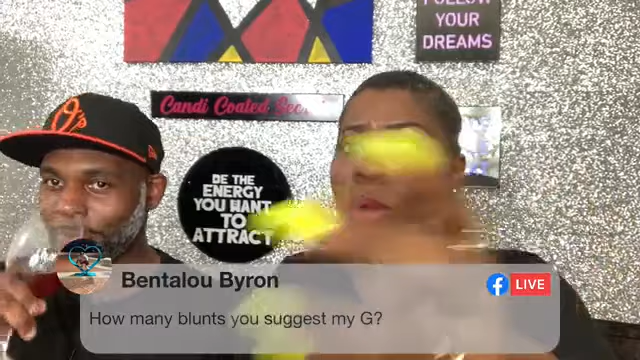 FOLLOW
YOUR
DREAMS
Candi Coated
O's
BE THE
ENERGY
YOU WANT
TO
ATTRACT
Bentalou Byron
LIVE
How many blunts you suggest my G?